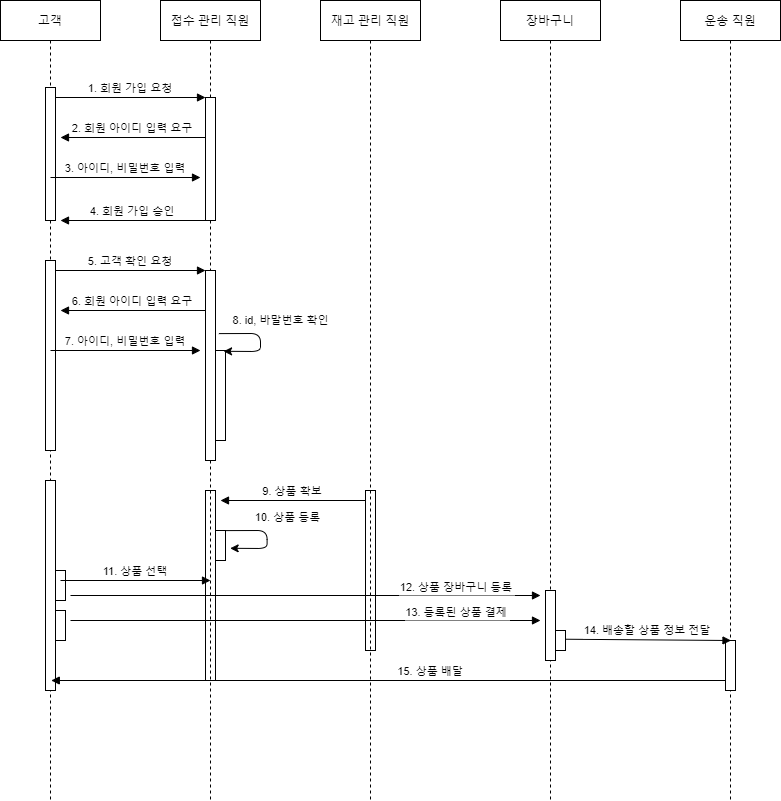 고객
접수 관리 직원
재고 관리 직원
장바구니
운송 직원
1. 회원 가입 요청
2. 회원 아이디 입력 요구
3. 아이디, 비밀번호 입력
4. 회원 가입 승인
5. 고객 확인 요청
6. 회원 아이디 입력 요구
8. id, 바말번호 확인
7. 아이디, 비밀번호 입력
9. 상품 확보
10. 상품 등록
11. 상품 선택
12. 상품 장바구니 등록
13. 등록된 상품 결제
14. 배송할 상품 정보 전달
15. 상품 배달